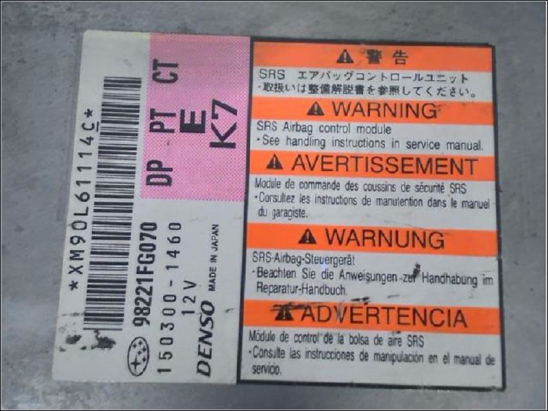 *XM90L61114C*
DP PT CT
E
K7
98221FG070
150300-1460
12V
DENSO MADE IN JAPAN
警告
SRS エアバッグコントロールユニット
・取扱いは整備解説書を参照してください。
WARNING
SRS Airbag control module
・See handling instructions in service manual.
AVERTISSEMENT
Module de commande des coussins de sécurité SRS
・Consultez les instructions de manutention dans le manuel
du garagiste.
WARNUNG
SRS-Airbag-Steuergerät
・Beachten Sie die Anweisungen zur Handhabung im
Reparatur-Handbuch.
ADVERTENCIA
Módulo de control de la bolsa de aire SRS
・Consulte las instrucciones de manipulación en el manual de
servicio.